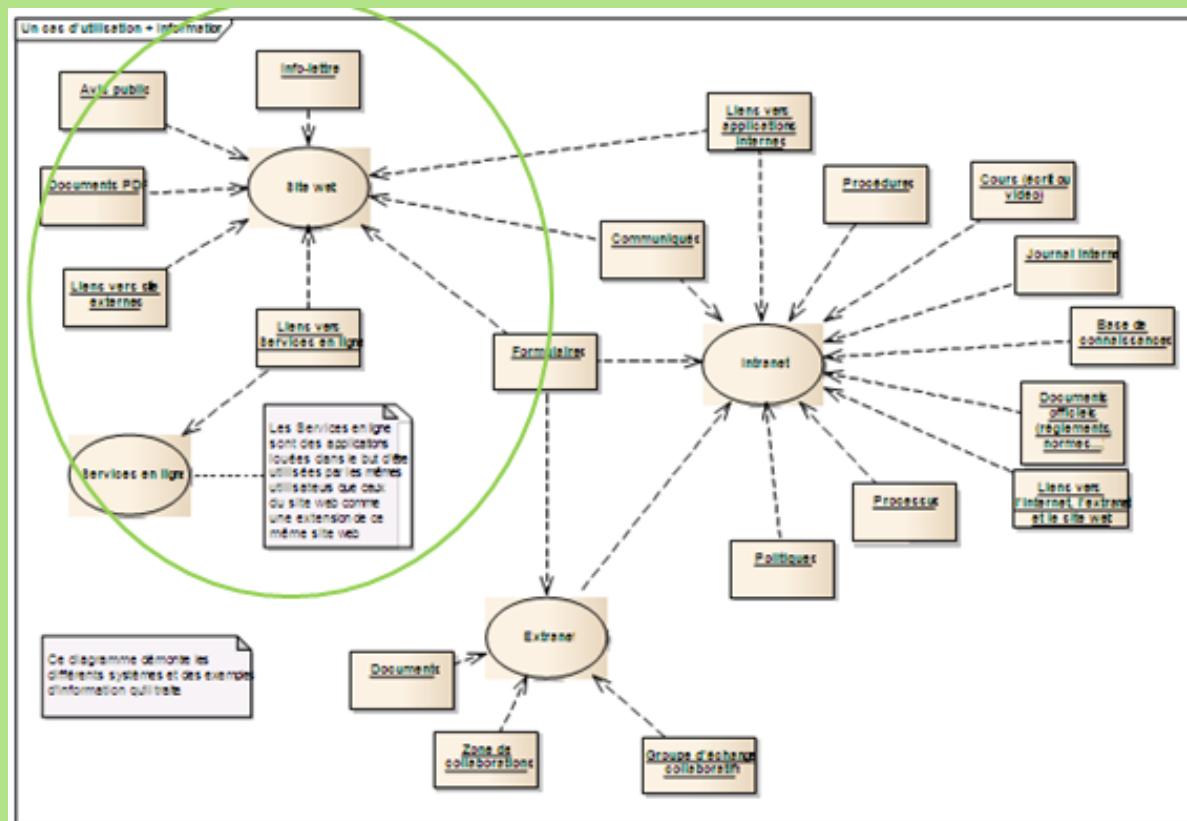 Un cas d'utilisation + Information
Info-lettre
Avis public
Liens vers
applications
Internes
Procédures
Cours (écrit ou
vidéo)
Documents PDF
Site web
Communiqués
Journal Interne
Liens vers site
externes
Liens vers
Services en ligne
Formulaires
Intranet
Base de
connaissances
Documents
officiels
(règlements,
normes...
Les Services en ligne
sont des applications
louées dans le but d'être
utilisées par les mêmes
utilisateurs que ceux
du site web comme
une extension de ce
même site web
Services en ligne
Processus
Liens vers
l'Internet, l'extranet
et le site web
Politiques
Extranet
Ce diagramme démontre les
différents systèmes et des exemples
d'information qu'il traite
Documents
Zone de
collaborations
Groupe d'échange
collaboratif